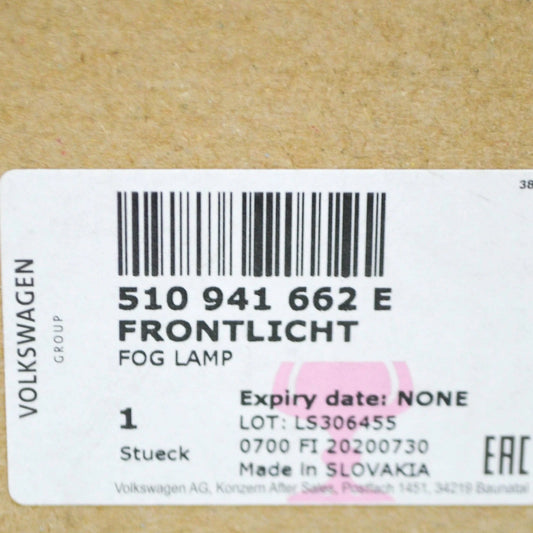 38
VOLKSWAGEN
GROUP
510 941 662 E
FRONTLICHT
FOG LAMP
1
Stueck
Expiry date: NONE
LOT: LS306455
0700 FI 20200730
Made In SLOVAKIA
EAC
Volkswagen AG, Konzern After Sales, Postfach 1451, 34219 Baunatal